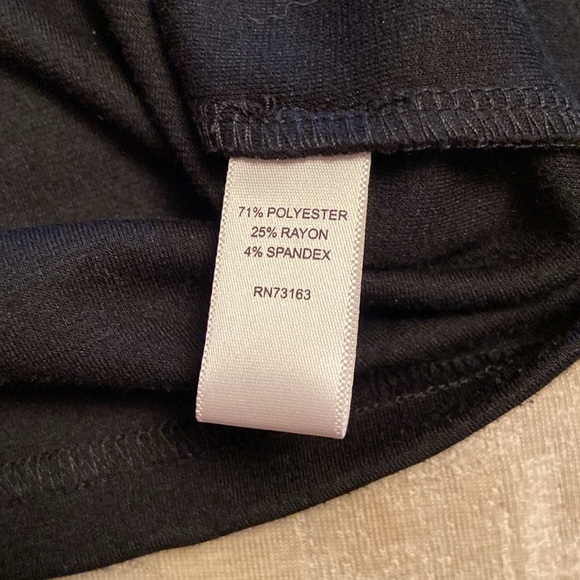 71% POLYESTER
25% RAYON
4% SPANDEX
RN73163